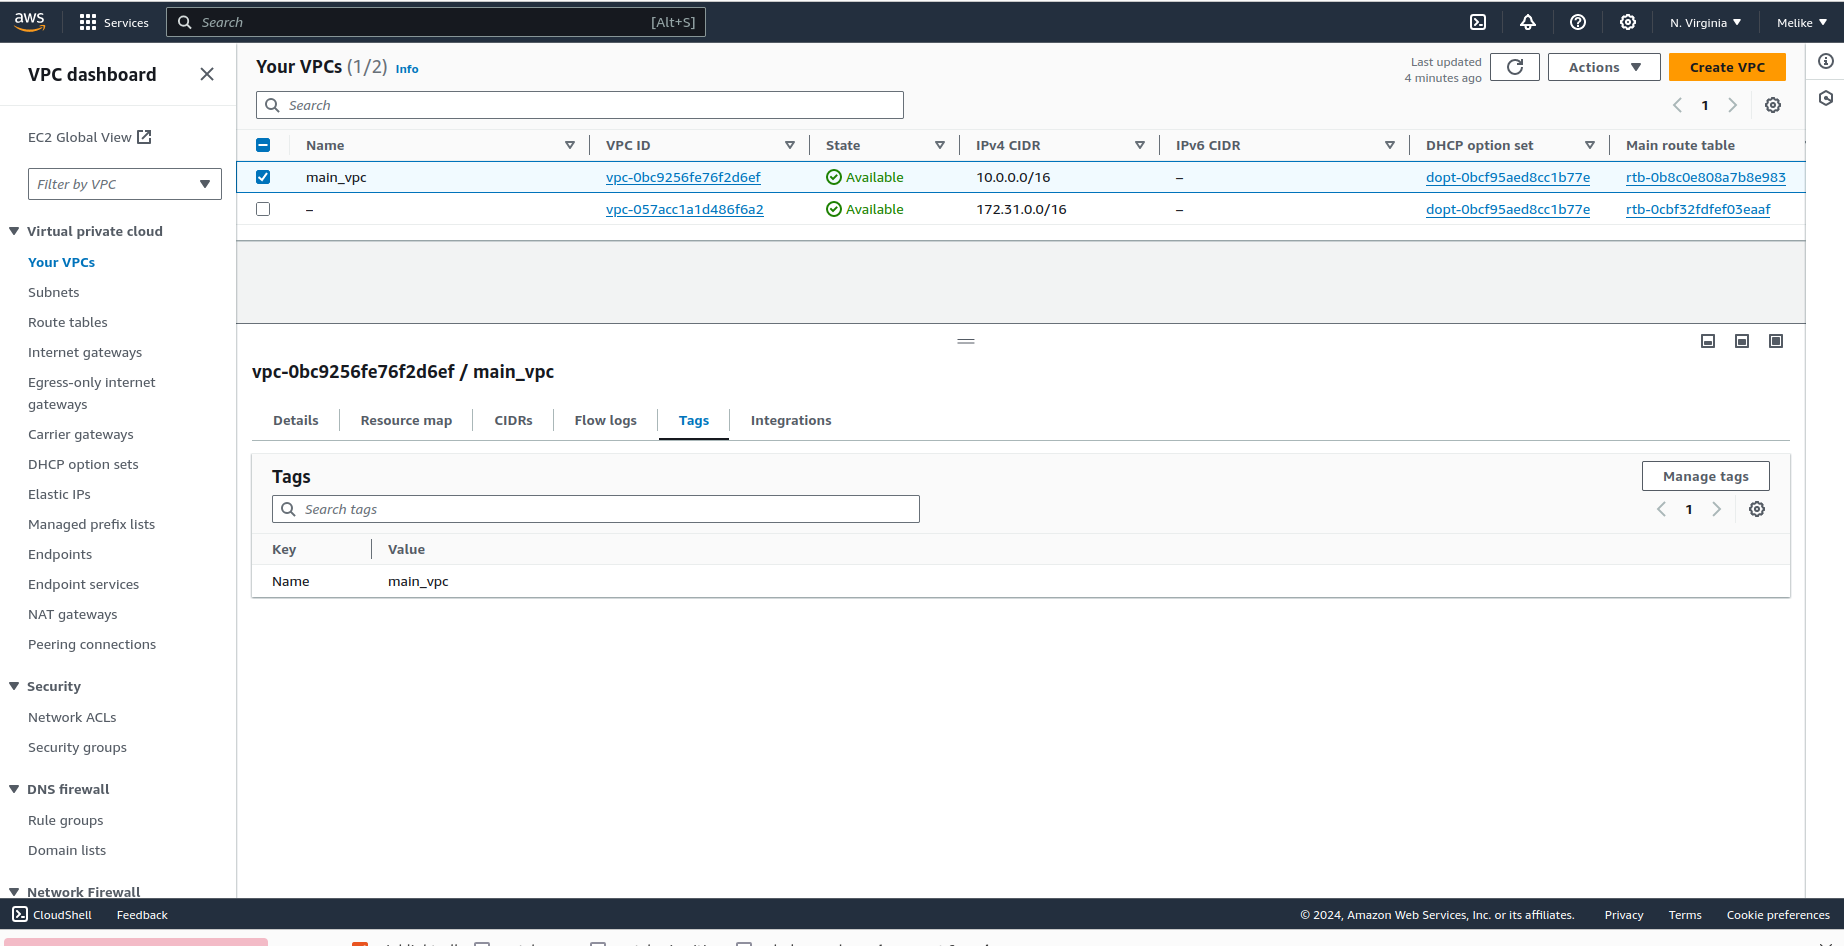 aws Services Search [Alt+S] N. Virginia Melike
VPC dashboard
EC2 Global View
Filter by VPC
Virtual private cloud
Your VPCs
Subnets
Route tables
Internet gateways
Egress-only internet
gateways
Carrier gateways
DHCP option sets
Elastic IPs
Managed prefix lists
Endpoints
Endpoint services
NAT gateways
Peering connections
Security
Network ACLs
Security groups
DNS firewall
Rule groups
Domain lists
Network Firewall
Your VPCs (1/2) Info
Last updated
4 minutes ago
Actions
Create VPC
Search
1
Name VPC ID State IPv4 CIDR IPv6 CIDR DHCP option set Main route table
main_vpc vpc-0bc9256fe76f2d6ef Available 10.0.0.0/16 – dopt-0bcf95aed8cc1b77e rtb-0b8c0e808a7b8e983
– vpc-057acc1a1d486f6a2 Available 172.31.0.0/16 – dopt-0bcf95aed8cc1b77e rtb-0cbf32fdfef03eaaf
vpc-0bc9256fe76f2d6ef / main_vpc
Details Resource map CIDRs Flow logs Tags Integrations
Tags
Manage tags
Search tags
1
Key Value
Name main_vpc
CloudShell Feedback © 2024, Amazon Web Services, Inc. or its affiliates. Privacy Terms Cookie preferences